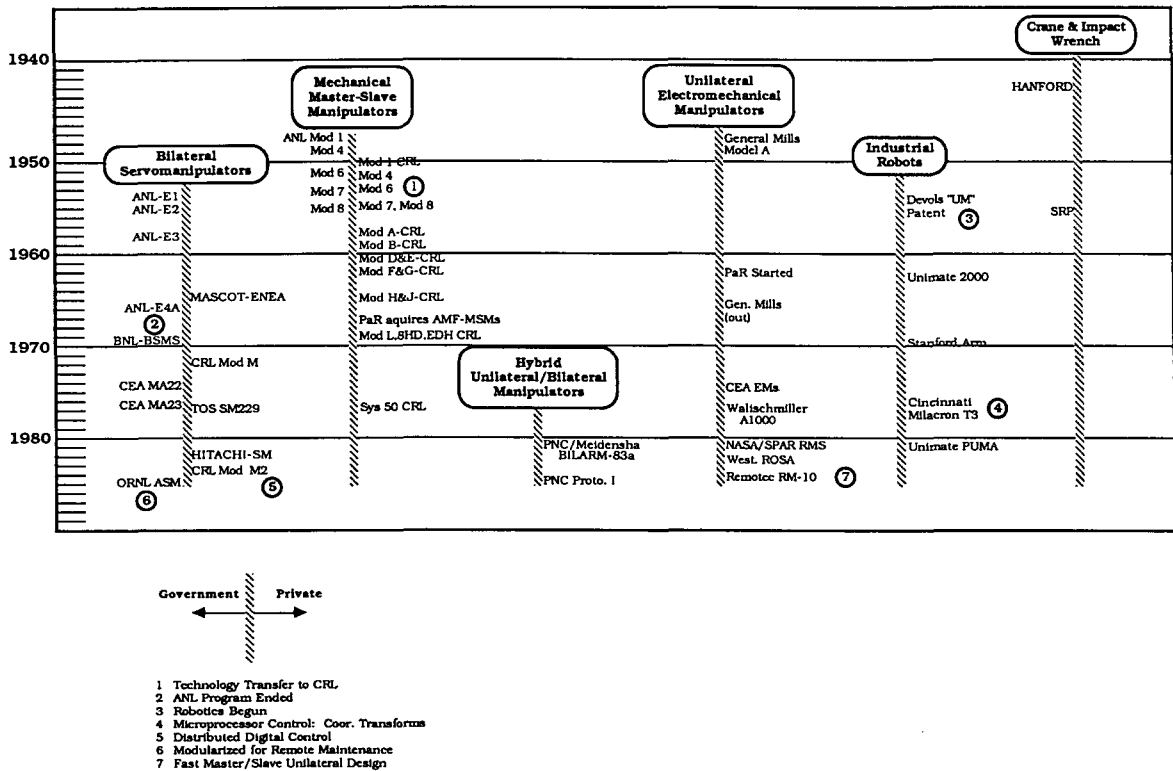 Crane & Impact
Wrench
1940
HANFORD
SRP
Mechanical
Master-Slave
Manipulators
ANL Mod 1
Mod 4
Mod 6
Mod 7
Mod 8
Mod 1-CRL
Mod 4
Mod 6 1
Mod 7, Mod 8
Mod A-CRL
Mod B-CRL
Mod D&E-CRL
Mod F&G-CRL
Mod H&J-CRL
PaR aquires AMF-MSMs
Mod L,8HD,EDH CRL
Sys 50 CRL
Unilateral
Electromechanical
Manipulators
General Mills
Model A
PaR Started
Gen. Mills
(out)
CEA EMs
Walischmiller
A1000
NASA/SPAR RMS
West. ROSA
Remotec RM-10 7
1950
Bilateral
Servomanipulators
ANL-E1
ANL-E2
ANL-E3
MASCOT-ENEA
ANL-E4A
2
BNL-BSMS
CRL Mod M
CEA MA22
CEA MA23
TOS SM229
HITACHI-SM
CRL Mod M2
5
ORNL ASM
6
Industrial
Robots
Devols "UM"
Patent 3
Unimate 2000
Stanford Arm
Cincinnati
Milacron T3 4
Unimate PUMA
1960
1970
Hybrid
Unilateral/Bilateral
Manipulators
PNC/Meidensha
BILARM-83a
PNC Proto. I
1980
Government Private
1 Technology Transfer to CRL
2 ANL Program Ended
3 Robotics Begun
4 Microprocessor Control: Coor. Transforms
5 Distributed Digital Control
6 Modularized for Remote Maintenance
7 Fast Master/Slave Unilateral Design